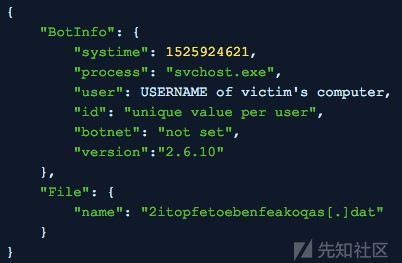 {
"BotInfo": {
"systime": 1525924621,
"process": "svchost.exe",
"user": USERNAME of victim's computer,
"id": "unique value per user",
"botnet": "not set",
"version":"2.6.10"
},
"File": {
"name": "2itopfetoebenfeakoqas[.]dat"
}
}
先知社区